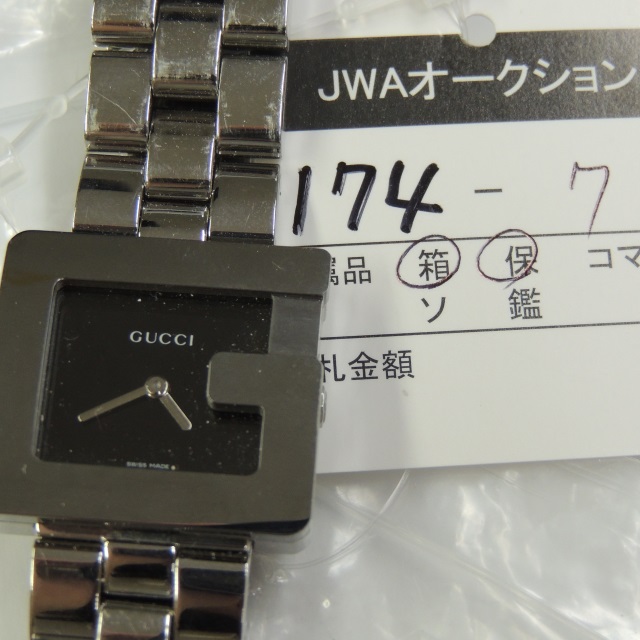 JWAオークション
174 - 7
属品 箱 保 コマ
ソ 鑑
札金額
GUCCI
SWISS MADE